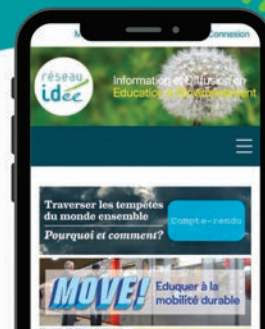 Connexion
réseau
idée
Information et Diffusion en
Education à l'Environnement
Traverser les tempêtes
du monde ensemble
Pourquoi et comment?
Compte-rendu
MOVE!
Eduquer à la
mobilité durable